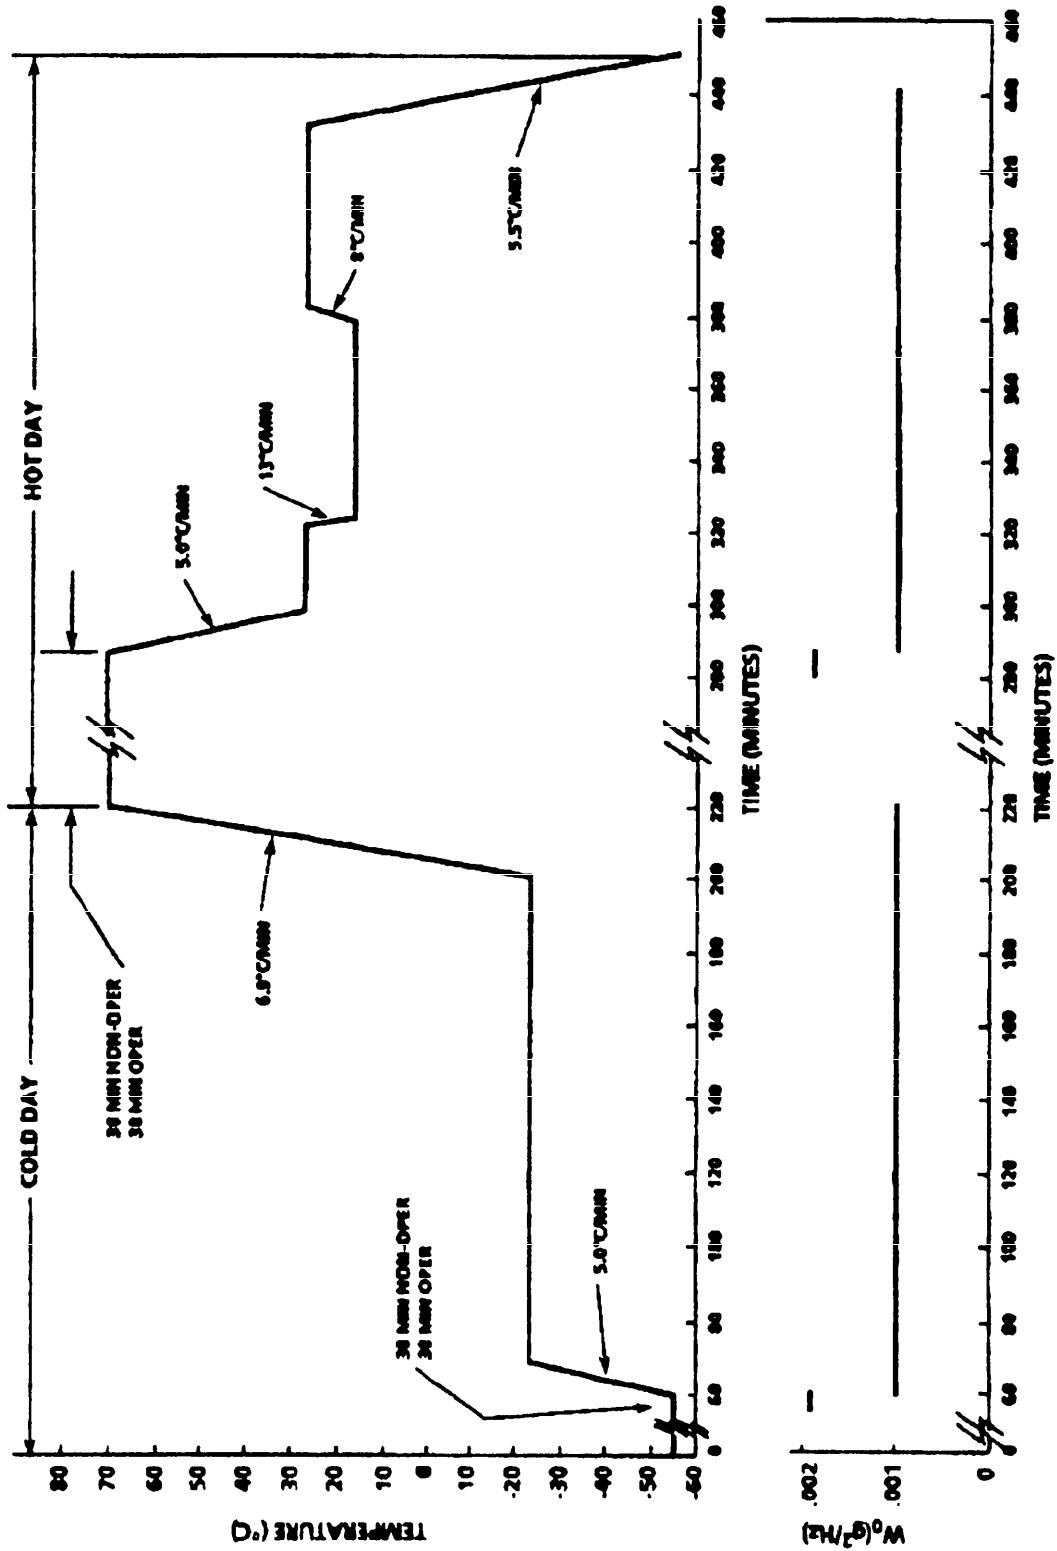 COLD DAY
HOT DAY
30 MIN NON-OPER
30 MIN OPER
5.0°C/MIN
13°C/MIN
8°C/MIN
°C/MIN
30 MIN NON-OPER
30 MIN OPER
5.0°C/MIN
5.5°C/MIN
TEMPERATURE (°C)
80
70
60
50
40
30
20
10
0
10
-20
-30
-40
-50
-60
0 60 80 100 120 140 160 180 200 220 280 300 320 340 360 380 400 420 440 460
TIME (MINUTES)
W₀(g²/Hz)
.002
.001
0
0 60 80 100 120 140 160 180 200 220 280 300 320 340 360 380 400 420 440
TIME (MINUTES)